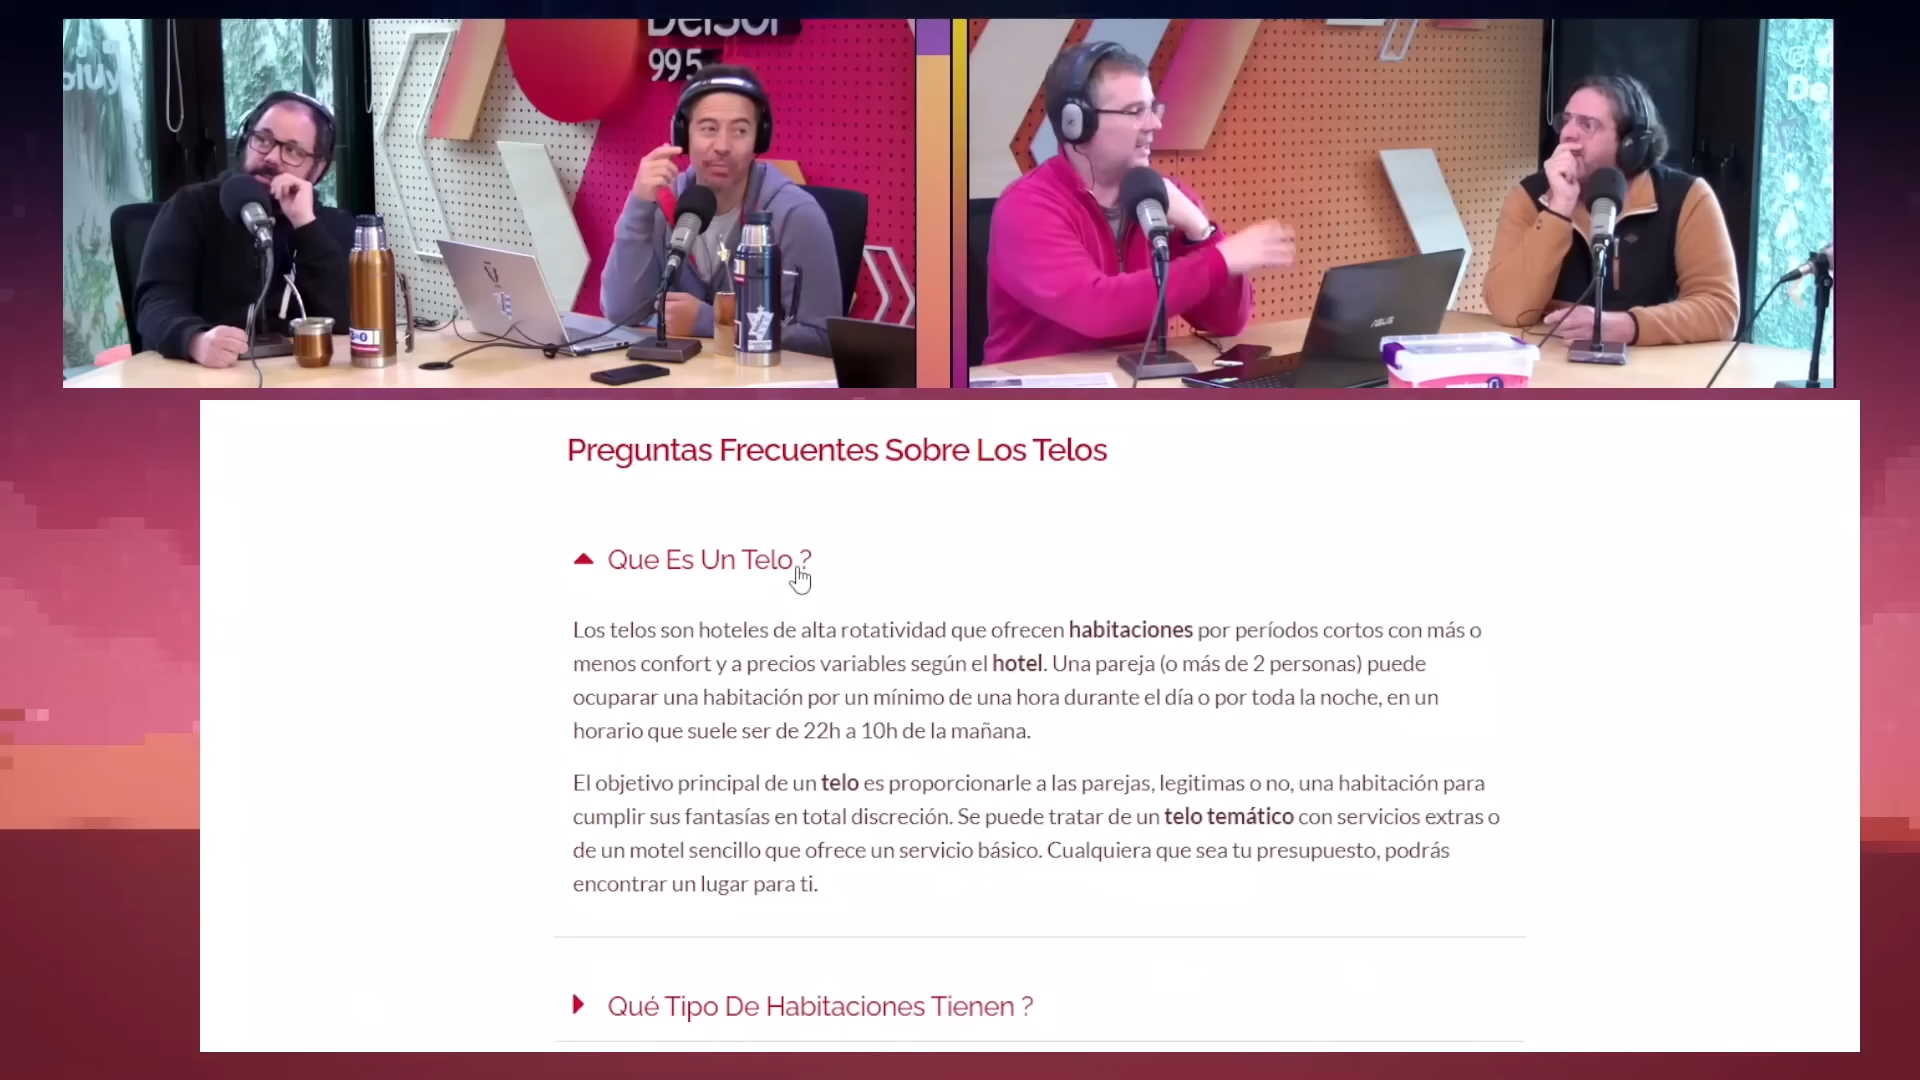 DelSol
99.5
oluy
De
ASUS
Preguntas Frecuentes Sobre Los Telos
Que Es Un Telo ?
Los telos son hoteles de alta rotatividad que ofrecen habitaciones por períodos cortos con más o
menos confort y a precios variables según el hotel. Una pareja (o más de 2 personas) puede
ocuparar una habitación por un mínimo de una hora durante el día o por toda la noche, en un
horario que suele ser de 22h a 10h de la mañana.
El objetivo principal de un telo es proporcionarle a las parejas, legitimas o no, una habitación para
cumplir sus fantasías en total discreción. Se puede tratar de un telo temático con servicios extras o
de un motel sencillo que ofrece un servicio básico. Cualquiera que sea tu presupuesto, podrás
encontrar un lugar para ti.
Qué Tipo De Habitaciones Tienen ?